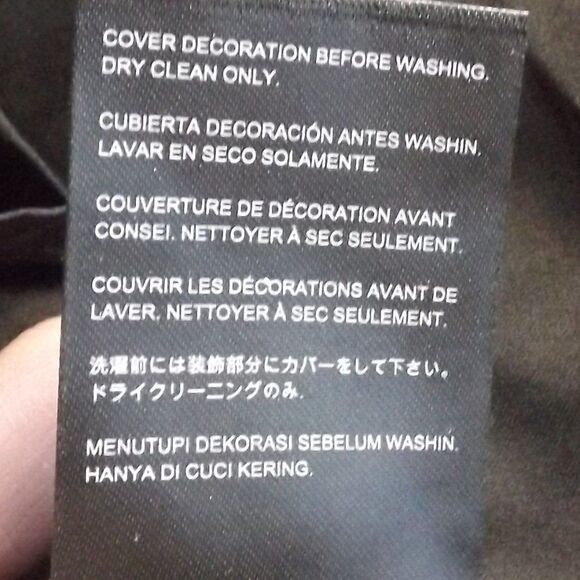 COVER DECORATION BEFORE WASHING.
DRY CLEAN ONLY.
CUBIERTA DECORACIÓN ANTES WASHIN.
LAVAR EN SECO SOLAMENTE.
COUVERTURE DE DÉCORATION AVANT
CONSEI. NETTOYER À SEC SEULEMENT.
COUVRIR LES DÉCORATIONS AVANT DE
LAVER. NETTOYER À SEC SEULEMENT.
洗濯前には装飾部分にカバーをして下さい。
ドライクリーニングのみ.
MENUTUPI DEKORASI SEBELUM WASHIN.
HANYA DI CUCI KERING.